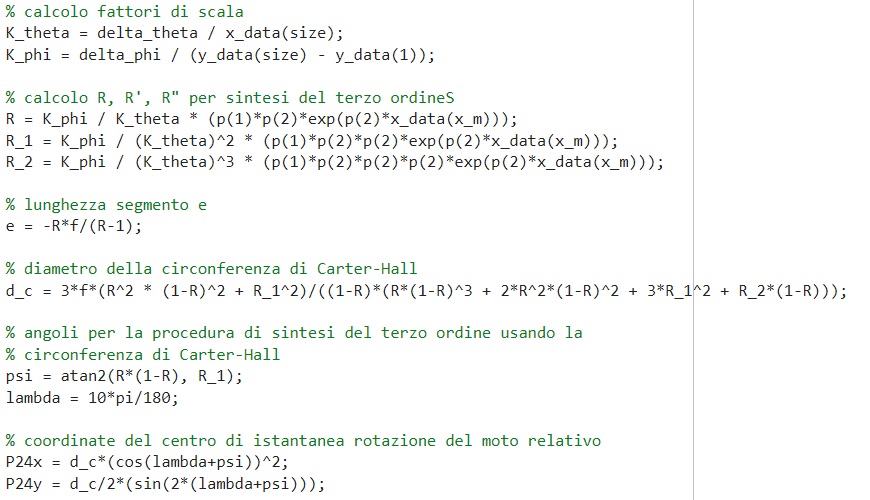 % calcolo fattori di scala
K_theta = delta_theta / x_data(size);
K_phi = delta_phi / (y_data(size) - y_data(1));
% calcolo R, R', R" per sintesi del terzo ordineS
R = K_phi / K_theta * (p(1)*p(2)*exp(p(2)*x_data(x_m)));
R_1 = K_phi / (K_theta)^2 * (p(1)*p(2)*p(2)*exp(p(2)*x_data(x_m)));
R_2 = K_phi / (K_theta)^3 * (p(1)*p(2)*p(2)*p(2)*exp(p(2)*x_data(x_m)));
% lunghezza segmento e
e = -R*f/(R-1);
% diametro della circonferenza di Carter-Hall
d_c = 3*f*(R^2 * (1-R)^2 + R_1^2)/((1-R)*(R*(1-R)^3 + 2*R^2*(1-R)^2 + 3*R_1^2 + R_2*(1-R)));
% angoli per la procedura di sintesi del terzo ordine usando la
% circonferenza di Carter-Hall
psi = atan2(R*(1-R), R_1);
lambda = 10*pi/180;
% coordinate del centro di istantanea rotazione del moto relativo
P24x = d_c*(cos(lambda+psi))^2;
P24y = d_c/2*(sin(2*(lambda+psi)));